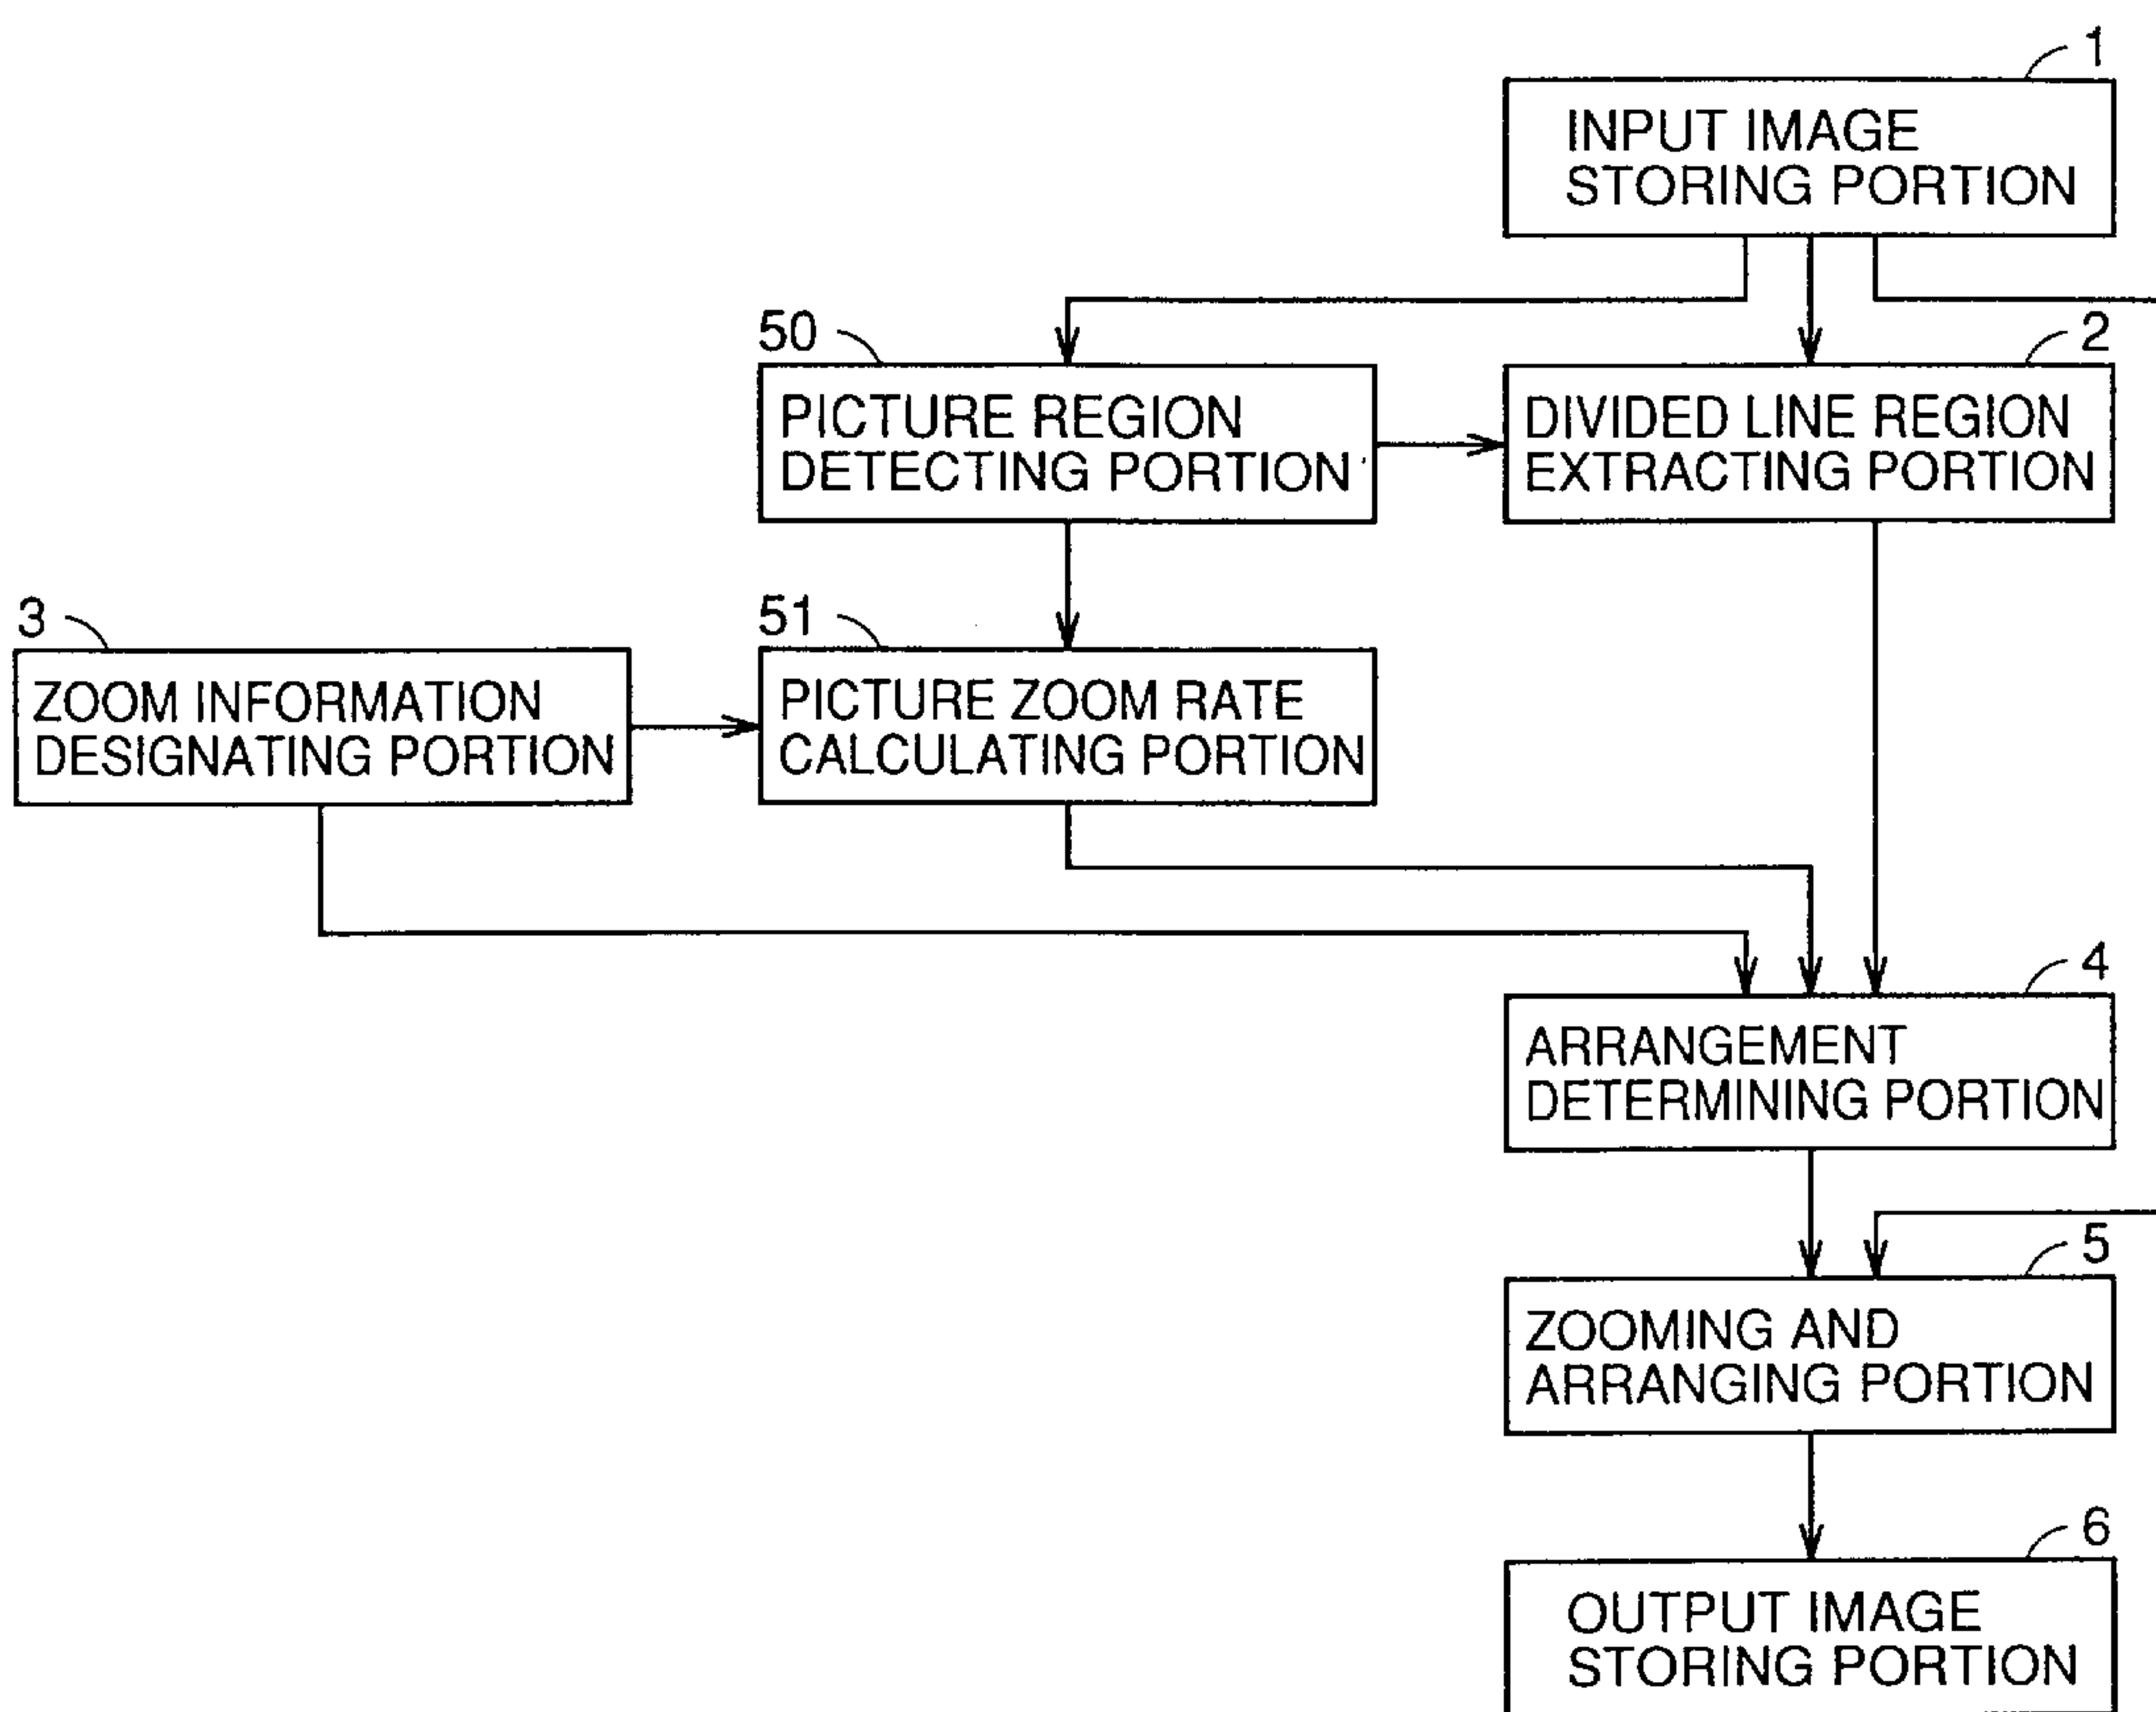 1
INPUT IMAGE
STORING PORTION
50
PICTURE REGION
DETECTING PORTION
2
DIVIDED LINE REGION
EXTRACTING PORTION
3
ZOOM INFORMATION
DESIGNATING PORTION
51
PICTURE ZOOM RATE
CALCULATING PORTION
4
ARRANGEMENT
DETERMINING PORTION
5
ZOOMING AND
ARRANGING PORTION
6
OUTPUT IMAGE
STORING PORTION